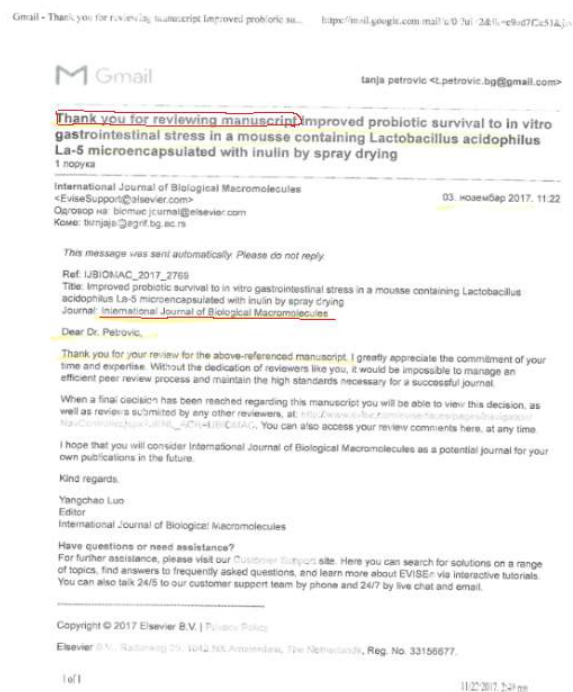 Gmail - Thank you for reviewing manuscript Improved probiotic su...
M Gmail
tanja petrovic <t.petrovic.bg@gmail.com>
Thank you for reviewing manuscript Improved probiotic survival to in vitro
gastrointestinal stress in a mousse containing Lactobacillus acidophilus
La-5 microencapsulated with inulin by spray drying
1 порука
International Journal of Biological Macromolecules
<EviseSupport@elsevier.com>
03. новембар 2017. 11:22
Одговор на: biomac.journal@elsevier.com
Коме:
This message was sent automatically. Please do not reply.
Ref: IJBIOMAC_2017_2769
Title: Improved probiotic survival to in vitro gastrointestinal stress in a mousse containing Lactobacillus
acidophilus La-5 microencapsulated with inulin by spray drying
Journal: International Journal of Biological Macromolecules
Dear Dr. Petrovic,
Thank you for your review for the above-referenced manuscript. I greatly appreciate the commitment of your
time and expertise. Without the dedication of reviewers like you, it would be impossible to manage an
efficient peer review process and maintain the high standards necessary for a successful journal.
When a final decision has been reached regarding this manuscript you will be able to view this decision, as
well as reviews submitted by any other reviewers, at:
You can also access your review comments here, at any time.
I hope that you will consider International Journal of Biological Macromolecules as a potential journal for your
own publications in the future.
Kind regards,
Yangchao Luo
Editor
International Journal of Biological Macromolecules
Have questions or need assistance?
For further assistance, please visit our Customer Support site. Here you can search for solutions on a range
of topics, find answers to frequently asked questions, and learn more about EVISE® via interactive tutorials.
You can also talk 24/5 to our customer support team by phone and 24/7 by live chat and email.
Copyright © 2017 Elsevier B.V. | Privacy Policy
Elsevier B.V., Radarweg 29, 1043 NX Amsterdam, The Netherlands, Reg. No. 33156677.
1 of 1
11/22/2017, 2:49 PM